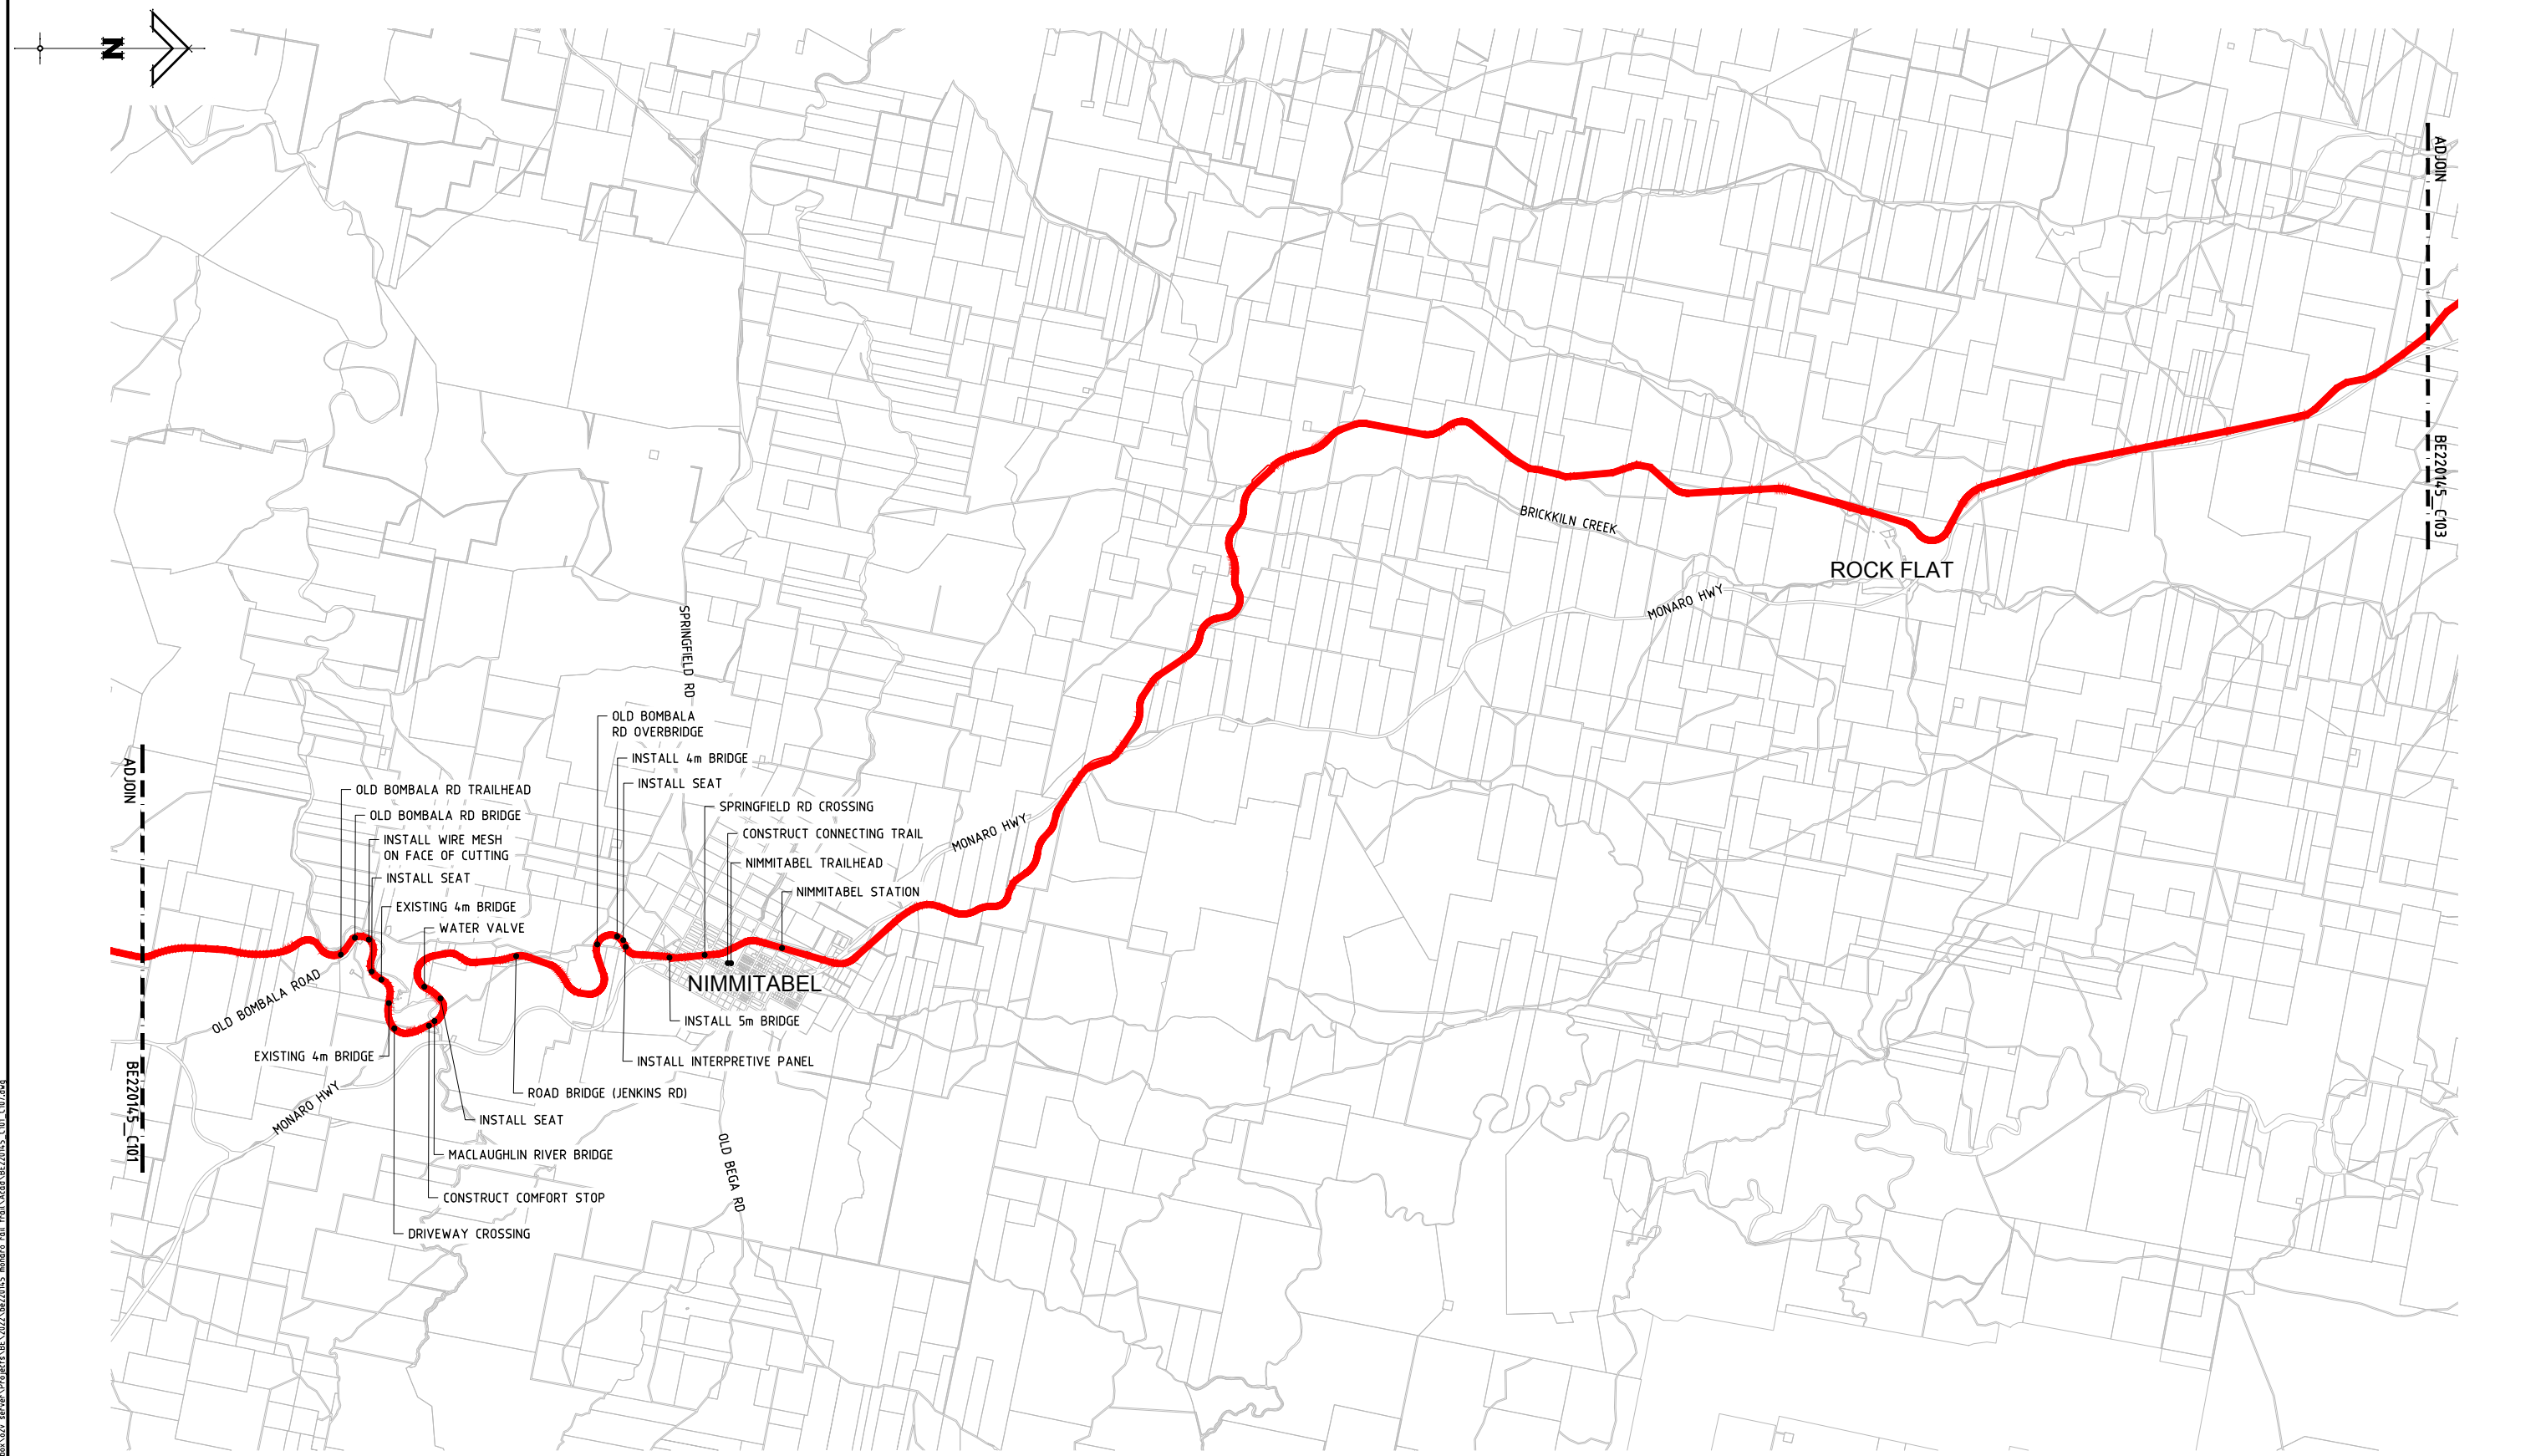 N
ADJOIN
BE220145_C103
BRICKKILN CREEK
ROCK FLAT
MONARO HWY
SPRINGFIELD RD
OLD BOMBALA
RD OVERBRIDGE
INSTALL 4m BRIDGE
INSTALL SEAT
SPRINGFIELD RD CROSSING
CONSTRUCT CONNECTING TRAIL
NIMMITABEL TRAILHEAD
NIMMITABEL STATION
MONARO HWY
ADJOIN
BE220145_C101
OLD BOMBALA RD TRAILHEAD
OLD BOMBALA RD BRIDGE
INSTALL WIRE MESH
ON FACE OF CUTTING
INSTALL SEAT
EXISTING 4m BRIDGE
WATER VALVE
NIMMITABEL
OLD BOMBALA ROAD
INSTALL 5m BRIDGE
EXISTING 4m BRIDGE
INSTALL INTERPRETIVE PANEL
ROAD BRIDGE (JENKINS RD)
MONARO HWY
INSTALL SEAT
MACLAUGHLIN RIVER BRIDGE
OLD BEGA RD
CONSTRUCT COMFORT STOP
DRIVEWAY CROSSING